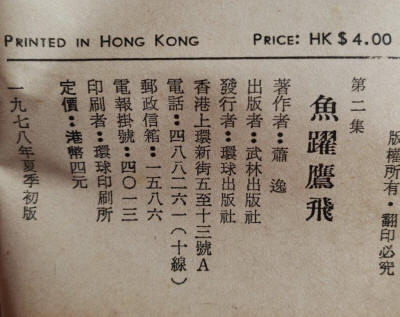 PRINTED IN HONG KONG PRICE: HK $ 4.00
版權所有·翻印必究
第二集
魚躍鷹飛
著作者：蕭 逸
出版者：武林出版社
發行者：環球出版社
香港上環新街五至十三號A
電話：四八八二六一（十線）
郵政信箱：一五八六
電報掛號：四〇一三
印刷者：環球印刷所
定價：港幣四元
一九七八年夏季初版